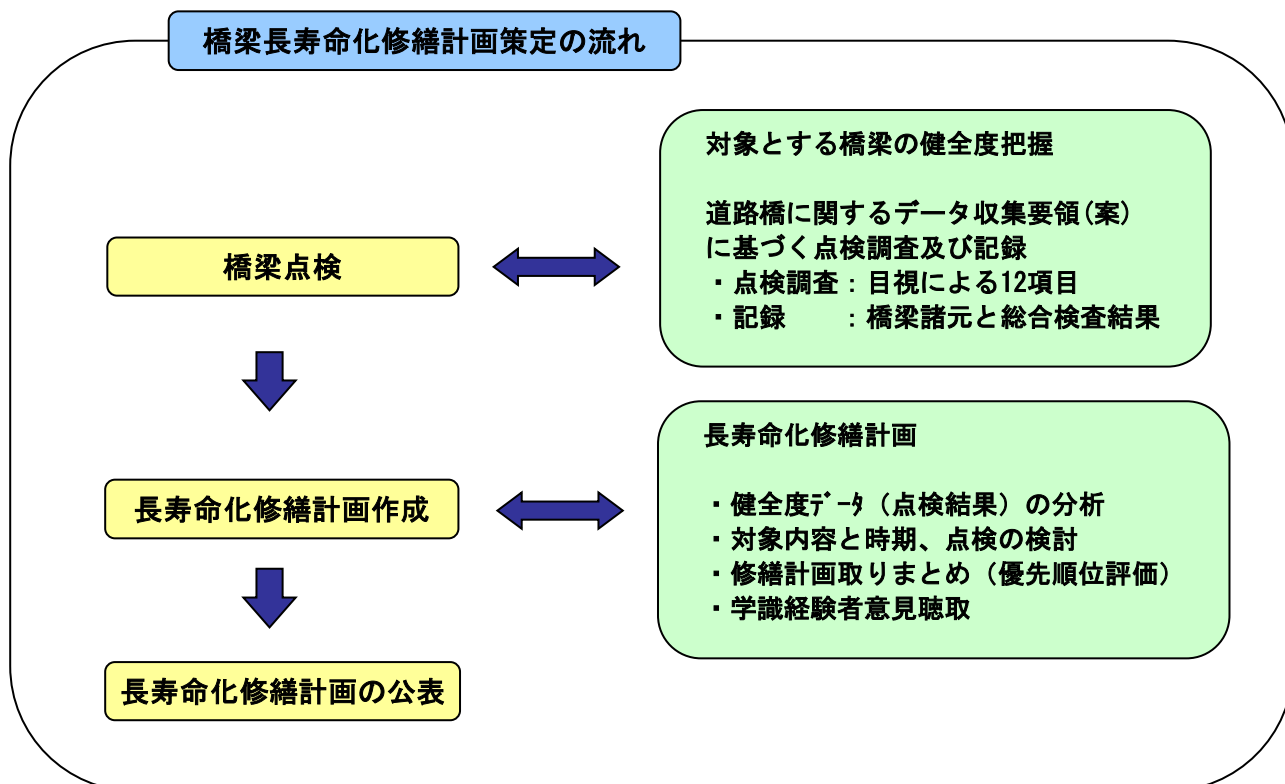 橋梁長寿命化修繕計画策定の流れ
橋梁点検
対象とする橋梁の健全度把握
道路橋に関するデータ収集要領(案)
に基づく点検調査及び記録
・点検調査：目視による12項目
・記録　　：橋梁諸元と総合検査結果
長寿命化修繕計画作成
長寿命化修繕計画
・健全度ﾃﾞｰﾀ（点検結果）の分析
・対象内容と時期、点検の検討
・修繕計画取りまとめ（優先順位評価）
・学識経験者意見聴取
長寿命化修繕計画の公表